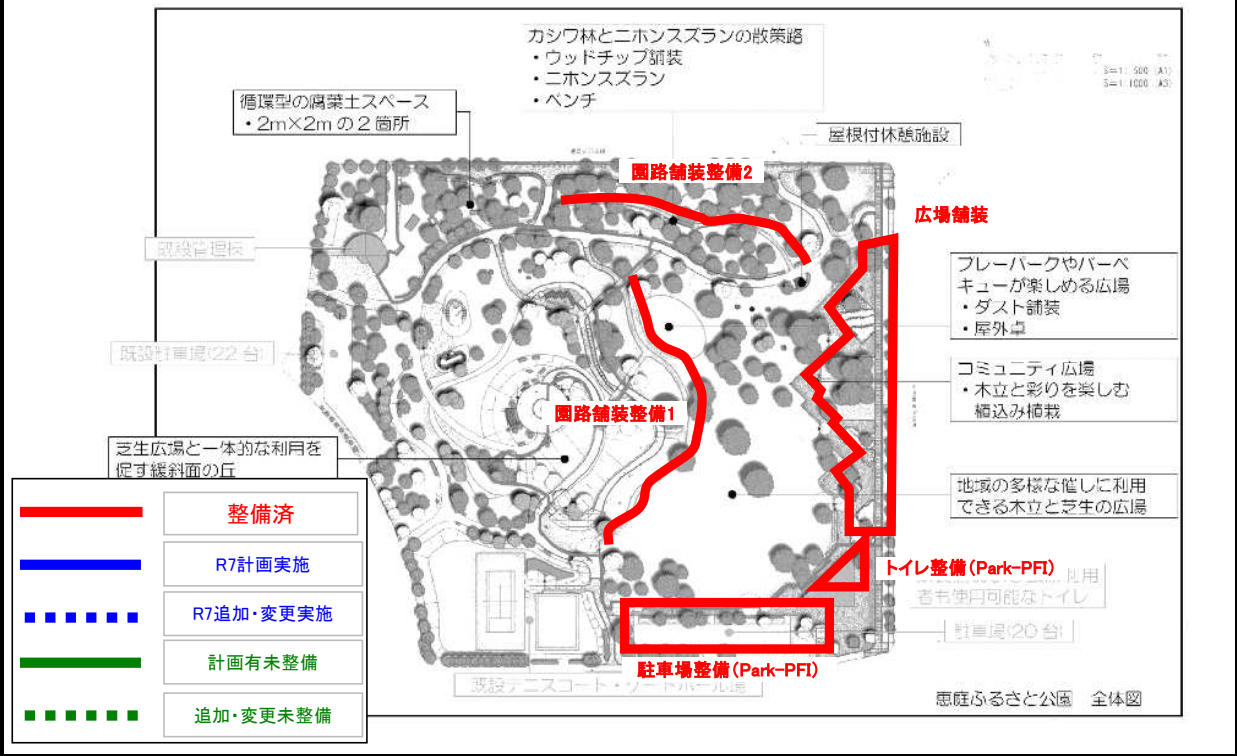 カシワ林とニホンスズランの散策路
・ウッドチップ舗装
・ニホンスズラン
・ベンチ
S=1:500 (A1)
S=1:1000 (A3)
循環型の腐葉土スペース
・2m×2mの2箇所
屋根付休憩施設
園路舗装整備2
広場舗装
既設管理棟
プレーパークやバーベ
キューが楽しめる広場
・ダスト舗装
・屋外卓
既設駐車場(22台)
コミュニティ広場
・木立と彩りを楽しむ
植込み植栽
園路舗装整備1
芝生広場と一体的な利用を
促す緩斜面の丘
地域の多様な催しに利用
できる木立と芝生の広場
整備済
R7計画実施
R7追加・変更実施
計画有未整備
追加・変更未整備
トイレ整備(Park-PFI)
者も使用可能なトイレ
駐車場(20台)
駐車場整備(Park-PFI)
既設テニスコート・ゲートボール場
恵庭ふるさと公園 全体図